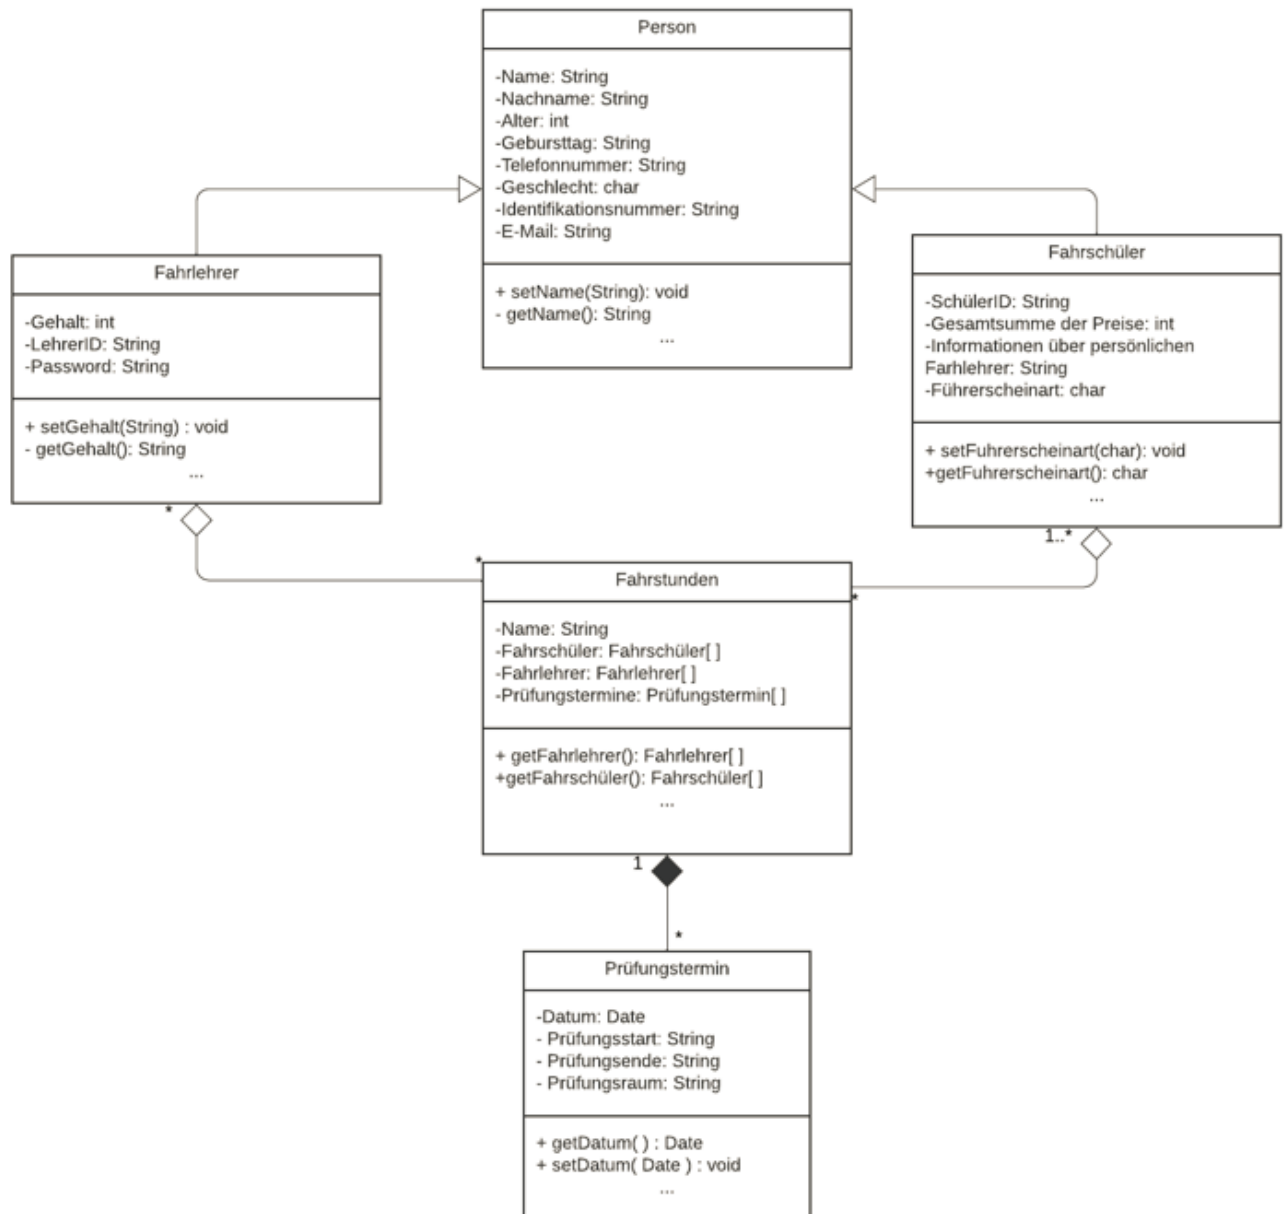 Person
-Name: String
-Nachname: String
-Alter: int
-Gebursttag: String
-Telefonnummer: String
-Geschlecht: char
-Identifikationsnummer: String
-E-Mail: String
+ setName(String): void
- getName(): String
...
Fahrlehrer
-Gehalt: int
-LehrerID: String
-Password: String
+ setGehalt(String) : void
- getGehalt(): String
...
*
Fahrschüler
-SchülerID: String
-Gesamtsumme der Preise: int
-Informationen über persönlichen
Farhlehrer: String
-Führerscheinart: char
+ setFuhrerscheinart(char): void
+getFuhrerscheinart(): char
...
1..*
*
*
Fahrstunden
-Name: String
-Fahrschüler: Fahrschüler[ ]
-Fahrlehrer: Fahrlehrer[ ]
-Prüfungstermine: Prüfungstermin[ ]
+ getFahrlehrer(): Fahrlehrer[ ]
+getFahrschüler(): Fahrschüler[ ]
...
1
*
Prüfungstermin
-Datum: Date
- Prüfungsstart: String
- Prüfungsende: String
- Prüfungsraum: String
+ getDatum( ) : Date
+ setDatum( Date ) : void
...